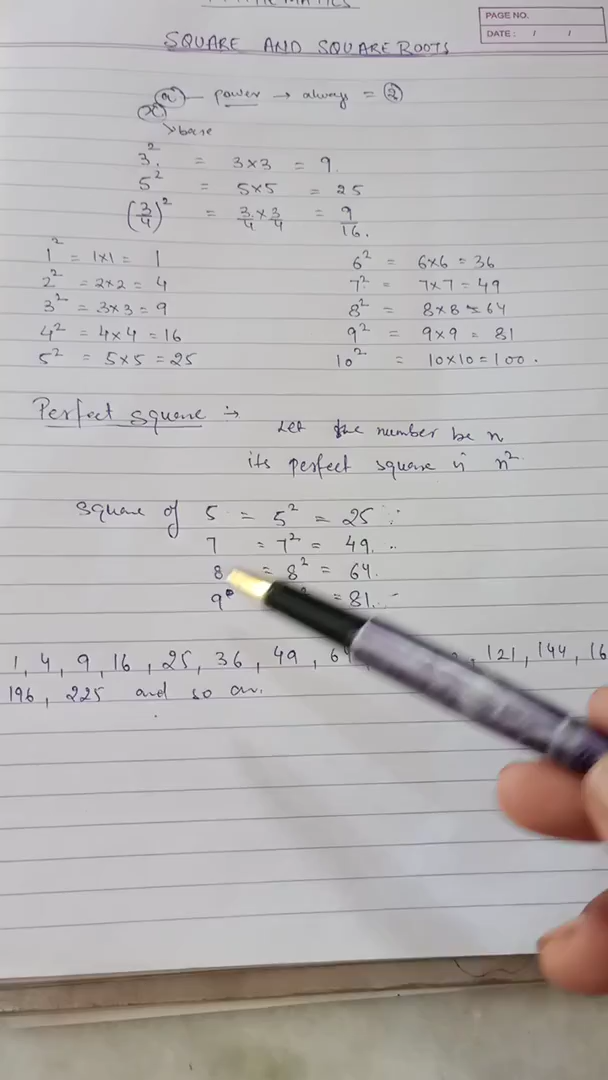 PAGE NO.
DATE : / /
SQUARE AND SQUARE ROOTS
power → always = 2
base
3² = 3×3 = 9.
5² = 5×5 = 25
(3/4)² = 3/4 × 3/4 = 9/16.
1² = 1×1 = 1
2² = 2×2 = 4
3² = 3×3 = 9
4² = 4×4 = 16
5² = 5×5 = 25
6² = 6×6 = 36
7² = 7×7 = 49
8² = 8×8 = 64
9² = 9×9 = 81
10² = 10×10 = 100.
Perfect square :→ Let the number be n
its perfect square is n²
Square of 5 = 5² = 25
7 = 7² = 49.
8 = 8² = 64.
9 ² = 81.
1, 4, 9, 16, 25, 36, 49, 121, 144,
196, 225 and so on.